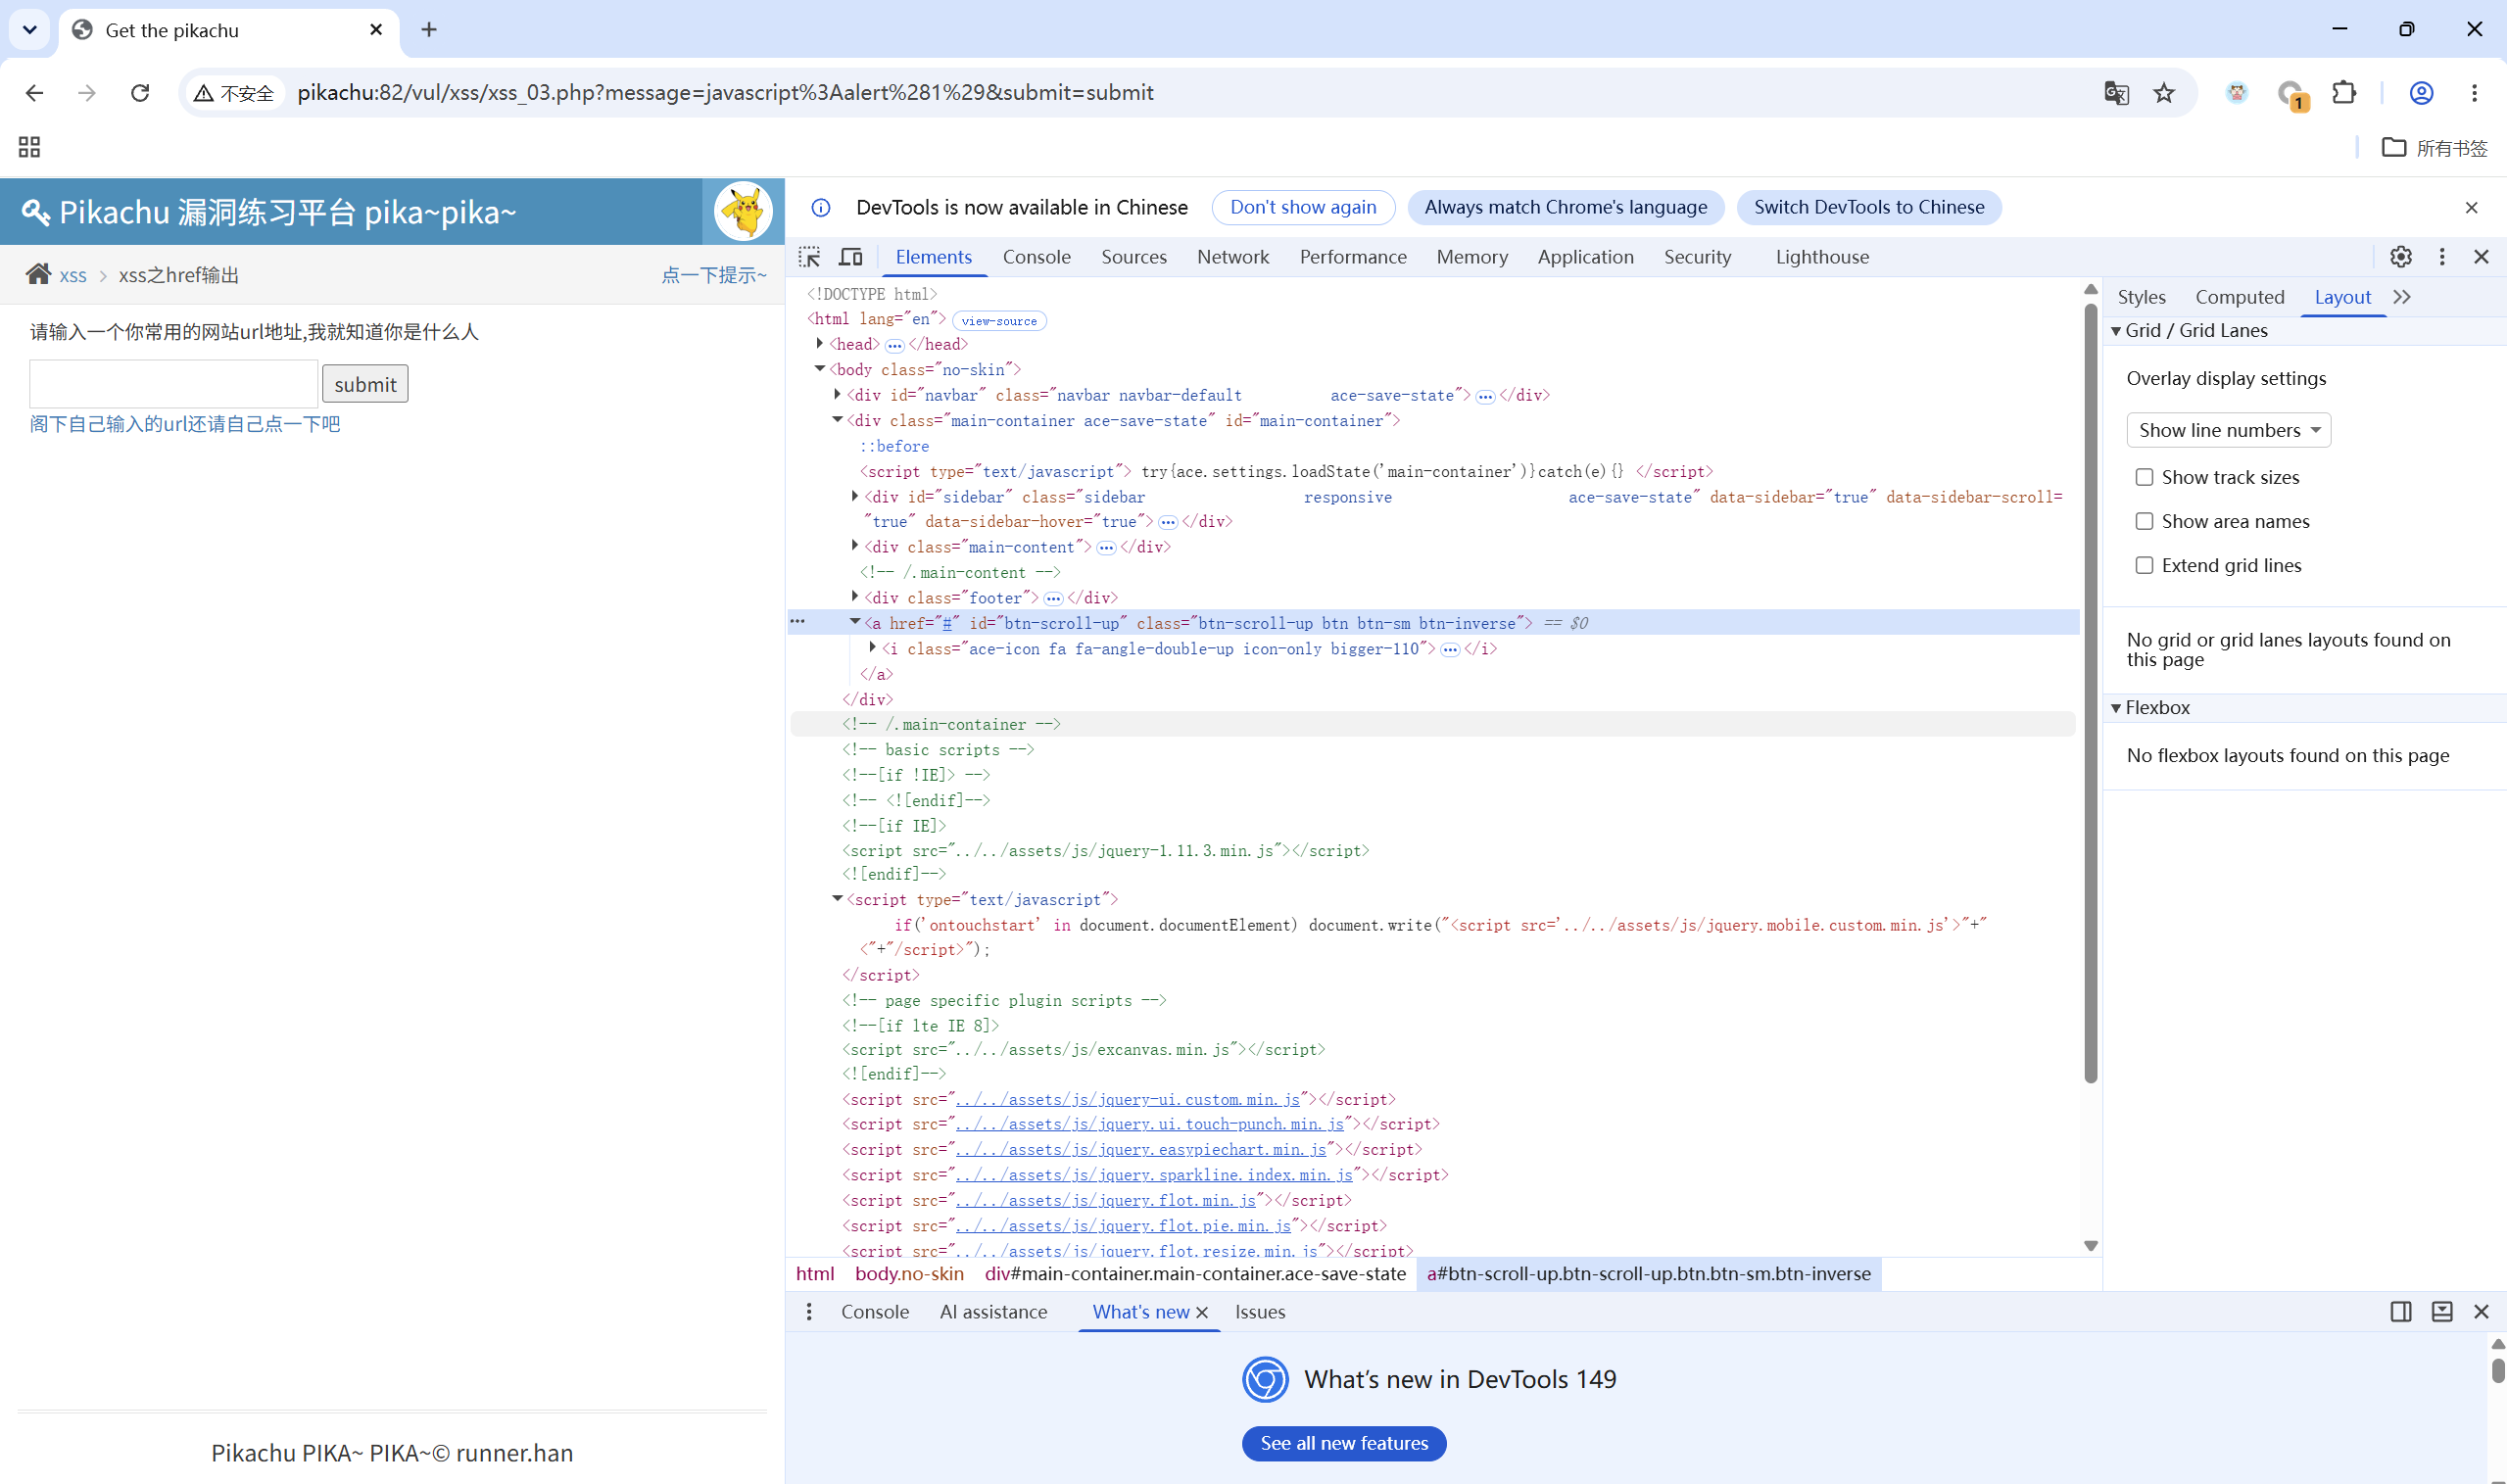 Get the pikachu
不安全
pikachu:82/vul/xss/xss_03.php?message=javascript%3Aalert%281%29&submit=submit
1
所有书签
Pikachu 漏洞练习平台 pika~pika~
xss
xss之href输出
点一下提示~
请输入一个你常用的网站url地址,我就知道你是什么人
submit
阁下自己输入的url还请自己点一下吧
Pikachu PIKA~ PIKA~© runner.han
DevTools is now available in Chinese
Don't show again
Always match Chrome's language
Switch DevTools to Chinese
Elements
Console
Sources
Network
Performance
Memory
Application
Security
Lighthouse
<!DOCTYPE html>
<html lang="en">
view-source
<head> … </head>
<body class="no-skin">
<div id="navbar" class="navbar navbar-default ace-save-state"> … </div>
<div class="main-container ace-save-state" id="main-container">
::before
<script type="text/javascript"> try{ace.settings.loadState('main-container')}catch(e){} </script>
<div id="sidebar" class="sidebar responsive ace-save-state" data-sidebar="true" data-sidebar-scroll=
"true" data-sidebar-hover="true"> … </div>
<div class="main-content"> … </div>
<!-- /.main-content -->
<div class="footer"> … </div>
<a href="#" id="btn-scroll-up" class="btn-scroll-up btn btn-sm btn-inverse"> == $0
<i class="ace-icon fa fa-angle-double-up icon-only bigger-110"> … </i>
</a>
</div>
<!-- /.main-container -->
<!-- basic scripts -->
<!--[if !IE]> -->
<!-- <![endif]-->
<!--[if IE]>
<script src="../../assets/js/jquery-1.11.3.min.js"></script>
<![endif]-->
<script type="text/javascript">
if('ontouchstart' in document.documentElement) document.write("<script src='../../assets/js/jquery.mobile.custom.min.js'>"+"
<"+"/script>");
</script>
<!-- page specific plugin scripts -->
<!--[if lte IE 8]>
<script src="../../assets/js/excanvas.min.js"></script>
<![endif]-->
<script src="../../assets/js/jquery-ui.custom.min.js"></script>
<script src="../../assets/js/jquery.ui.touch-punch.min.js"></script>
<script src="../../assets/js/jquery.easypiechart.min.js"></script>
<script src="../../assets/js/jquery.sparkline.index.min.js"></script>
<script src="../../assets/js/jquery.flot.min.js"></script>
<script src="../../assets/js/jquery.flot.pie.min.js"></script>
<script src="../../assets/js/jquery.flot.resize.min.js"></script>
html
body.no-skin
div#main-container.main-container.ace-save-state
a#btn-scroll-up.btn-scroll-up.btn.btn-sm.btn-inverse
Styles
Computed
Layout
Grid / Grid Lanes
Overlay display settings
Show line numbers
Show track sizes
Show area names
Extend grid lines
No grid or grid lanes layouts found on
this page
Flexbox
No flexbox layouts found on this page
Console
AI assistance
What's new
Issues
What's new in DevTools 149
See all new features